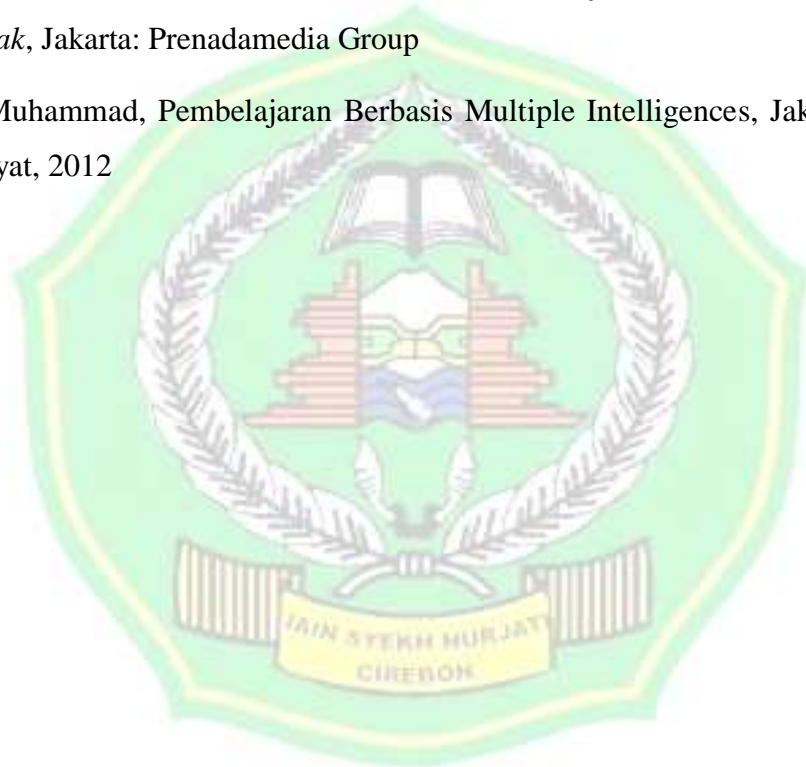 ak, Jakarta: Prenadamedia Group
Muhammad, Pembelajaran Berbasis Multiple Intelligences, Jak
yat, 2012
IAIN SYEKH NURJATI
CIREBON